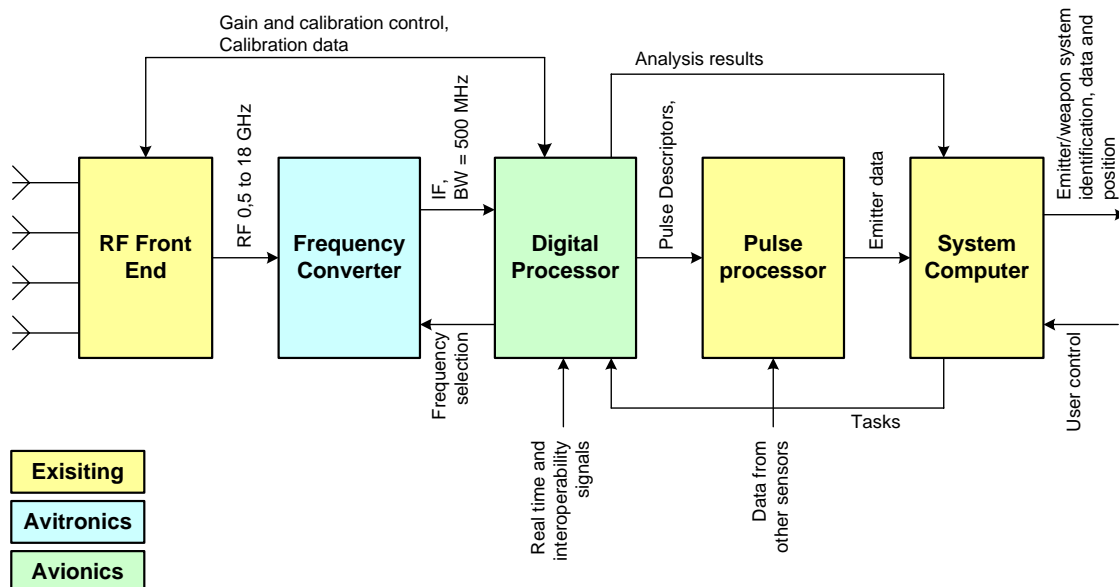 Gain and calibration control,
Calibration data
Analysis results
Emitter/weapon system
identification, data and
position
RF 0,5 to 18 GHz
IF,
BW = 500 MHz
Pulse Descriptors,
Emitter data
RF Front
End
Frequency
Converter
Digital
Processor
Pulse
processor
System
Computer
Frequency
selection
User control
Tasks
Real time and
interoperability
signals
Data from
other sensors
Exisiting
Avitronics
Avionics